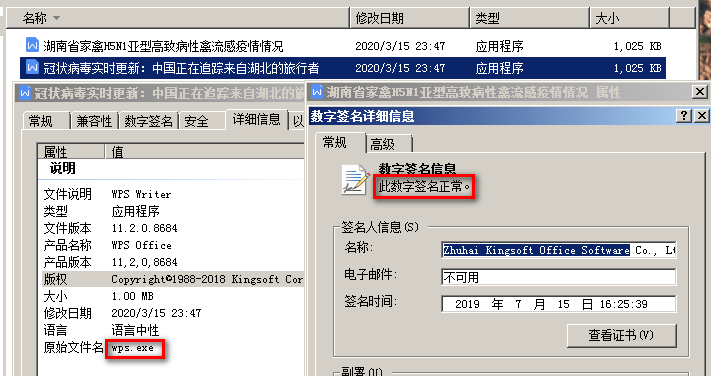 名称 修改日期 类型 大小
湖南省家禽H5N1亚型高致病性禽流感疫情情况 2020/3/15 23:47 应用程序 1,025 KB
冠状病毒实时更新：中国正在追踪来自湖北的旅行者 2020/3/15 23:47 应用程序 1,025 KB
冠状病毒实时更新：中国正在追踪来自湖北的旅
常规 兼容性 数字签名 安全 详细信息 以
属性 值
说明
文件说明 WPS Writer
类型 应用程序
文件版本 11.2.0.8684
产品名称 WPS Office
产品版本 11,2,0,8684
版权 Copyright©1988-2018 Kingsoft Cor
大小 1.00 MB
修改日期 2020/3/15 23:47
语言 语言中性
原始文件名 wps.exe
湖南省家禽H5N1亚型高致病性禽流感疫情情况 属性
数字签名详细信息
常规 高级
数字签名信息
此数字签名正常。
签名人信息(S)
名称: Zhuhai Kingsoft Office Software Co., Lt
电子邮件: 不可用
签名时间: 2019 年 7 月 15 日 16:25:39
查看证书(V)
副署(U)